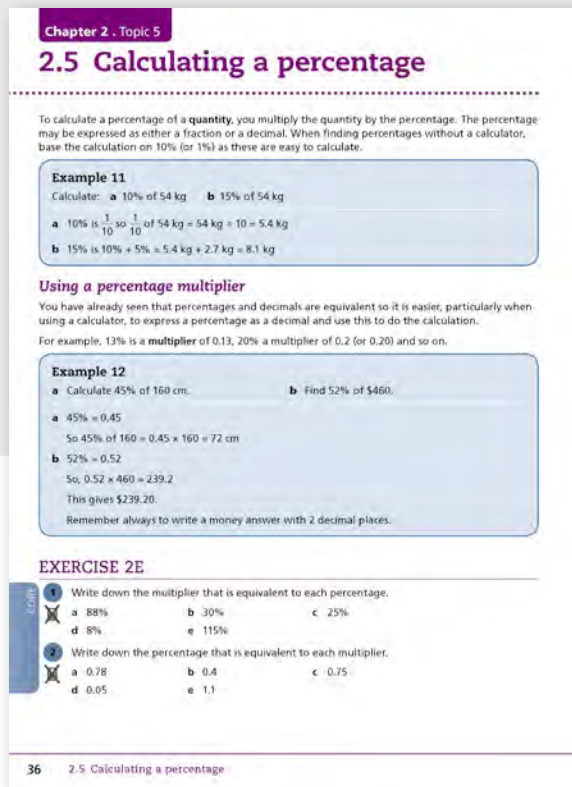 Chapter 2 . Topic 5
2.5 Calculating a percentage
To calculate a percentage of a quantity, you multiply the quantity by the percentage. The percentage
may be expressed as either a fraction or a decimal. When finding percentages without a calculator,
base the calculation on 10% (or 1%) as these are easy to calculate.
Example 11
Calculate: a 10% of 54 kg b 15% of 54 kg
a 10% is 1/10 so 1/10 of 54 kg = 54 kg ÷ 10 = 5.4 kg
b 15% is 10% + 5% = 5.4 kg + 2.7 kg = 8.1 kg
Using a percentage multiplier
You have already seen that percentages and decimals are equivalent so it is easier, particularly when
using a calculator, to express a percentage as a decimal and use this to do the calculation.
For example, 13% is a multiplier of 0.13, 20% a multiplier of 0.2 (or 0.20) and so on.
Example 12
a Calculate 45% of 160 cm. b Find 52% of $460.
a 45% = 0.45
So 45% of 160 = 0.45 × 160 = 72 cm
b 52% = 0.52
So, 0.52 × 460 = 239.2
This gives $239.20.
Remember always to write a money answer with 2 decimal places.
EXERCISE 2E
CORE
1 Write down the multiplier that is equivalent to each percentage.
a 88% b 30% c 25%
d 8% e 115%
2 Write down the percentage that is equivalent to each multiplier.
a 0.78 b 0.4 c 0.75
d 0.05 e 1.1
36 2.5 Calculating a percentage